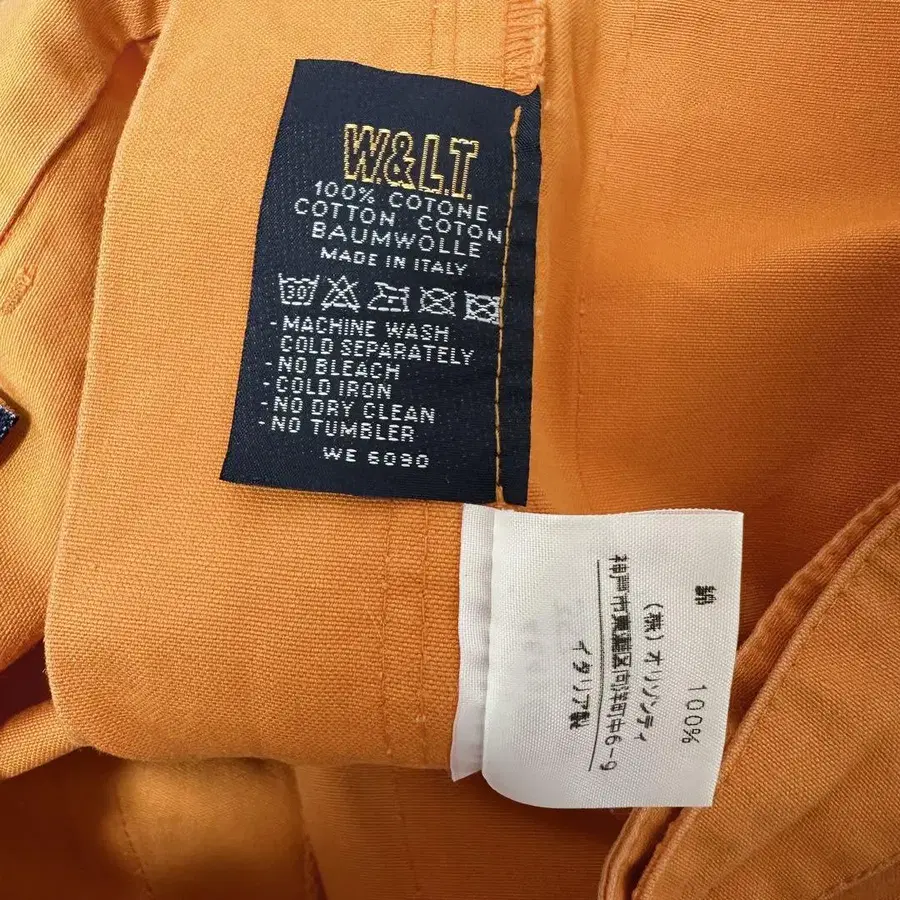 W.&L.T.
100% COTONE
COTTON COTON
BAUMWOLLE
MADE IN ITALY
30
- MACHINE WASH
COLD SEPARATELY
- NO BLEACH
- COLD IRON
- NO DRY CLEAN
- NO TUMBLER
WE 6090
綿 100%
(株)オリゾンティ
神戸市東灘区向洋町中6-9
イタリア製